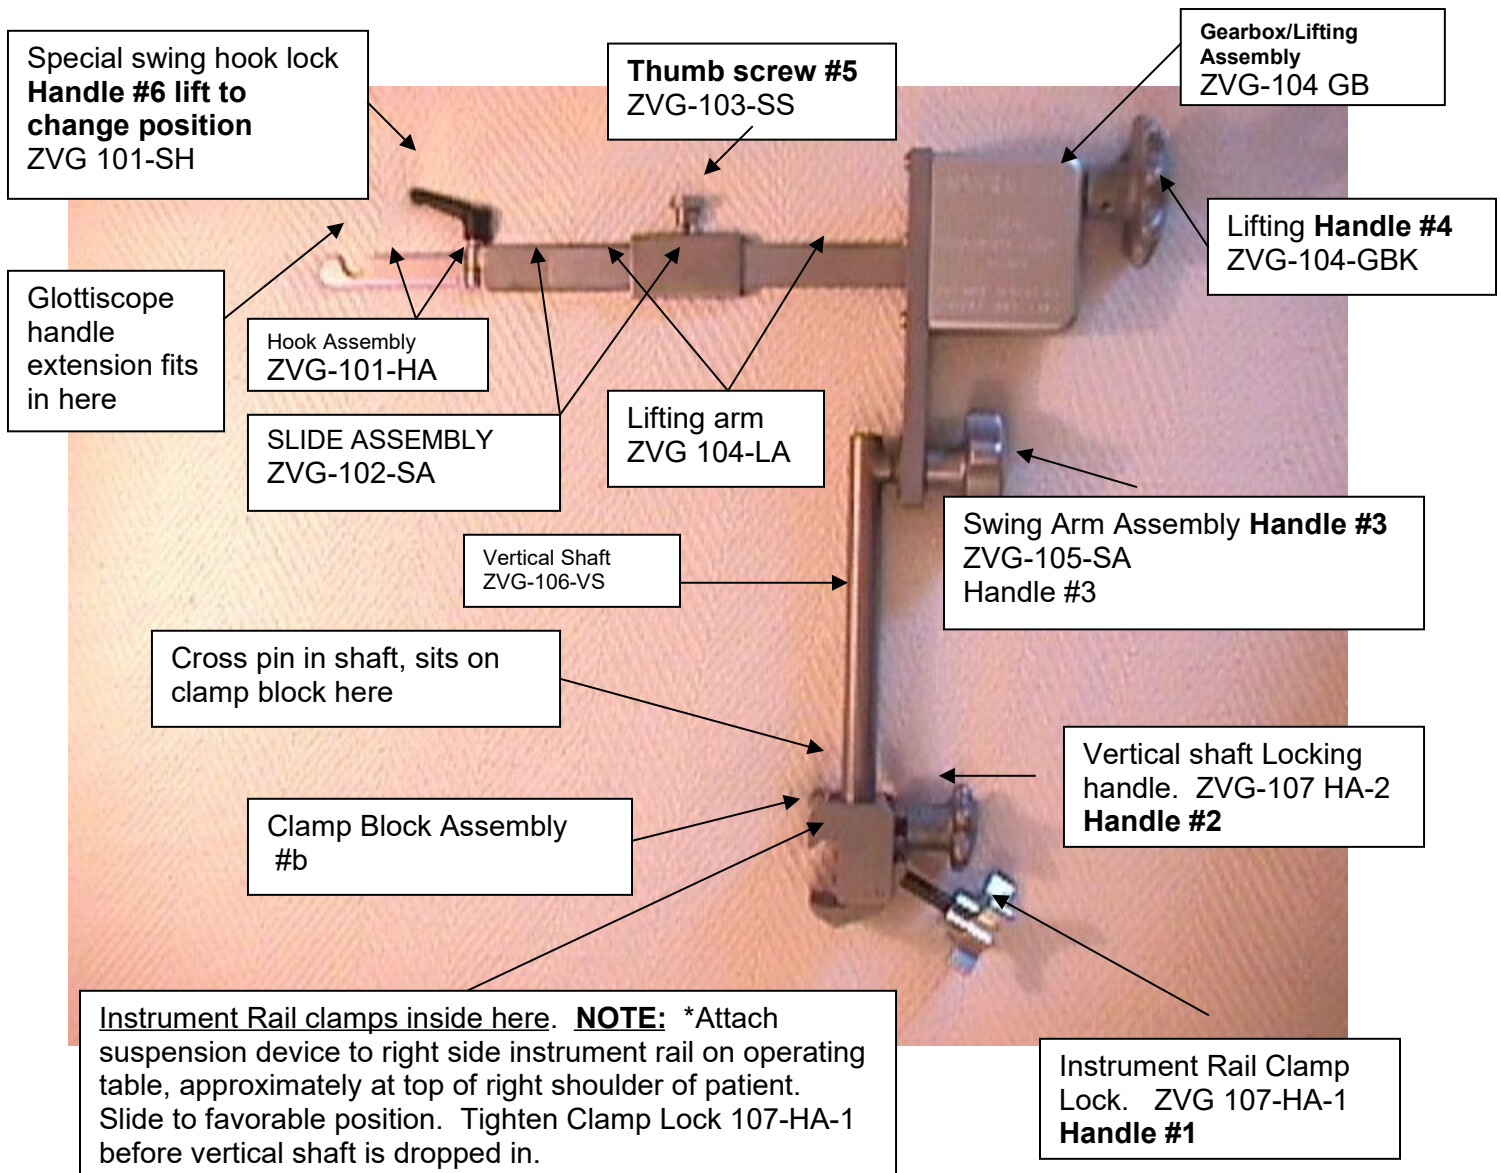 Special swing hook lock
Handle #6 lift to
change position
ZVG 101-SH
Thumb screw #5
ZVG-103-SS
Gearbox/Lifting
Assembly
ZVG-104 GB
Lifting Handle #4
ZVG-104-GBK
Glottiscope
handle
extension fits
in here
Hook Assembly
ZVG-101-HA
SLIDE ASSEMBLY
ZVG-102-SA
Lifting arm
ZVG 104-LA
Swing Arm Assembly Handle #3
ZVG-105-SA
Handle #3
Vertical Shaft
ZVG-106-VS
Cross pin in shaft, sits on
clamp block here
Vertical shaft Locking
handle. ZVG-107 HA-2
Handle #2
Clamp Block Assembly
#b
Instrument Rail clamps inside here. NOTE: *Attach
suspension device to right side instrument rail on operating
table, approximately at top of right shoulder of patient.
Slide to favorable position. Tighten Clamp Lock 107-HA-1
before vertical shaft is dropped in.
Instrument Rail Clamp
Lock. ZVG 107-HA-1
Handle #1